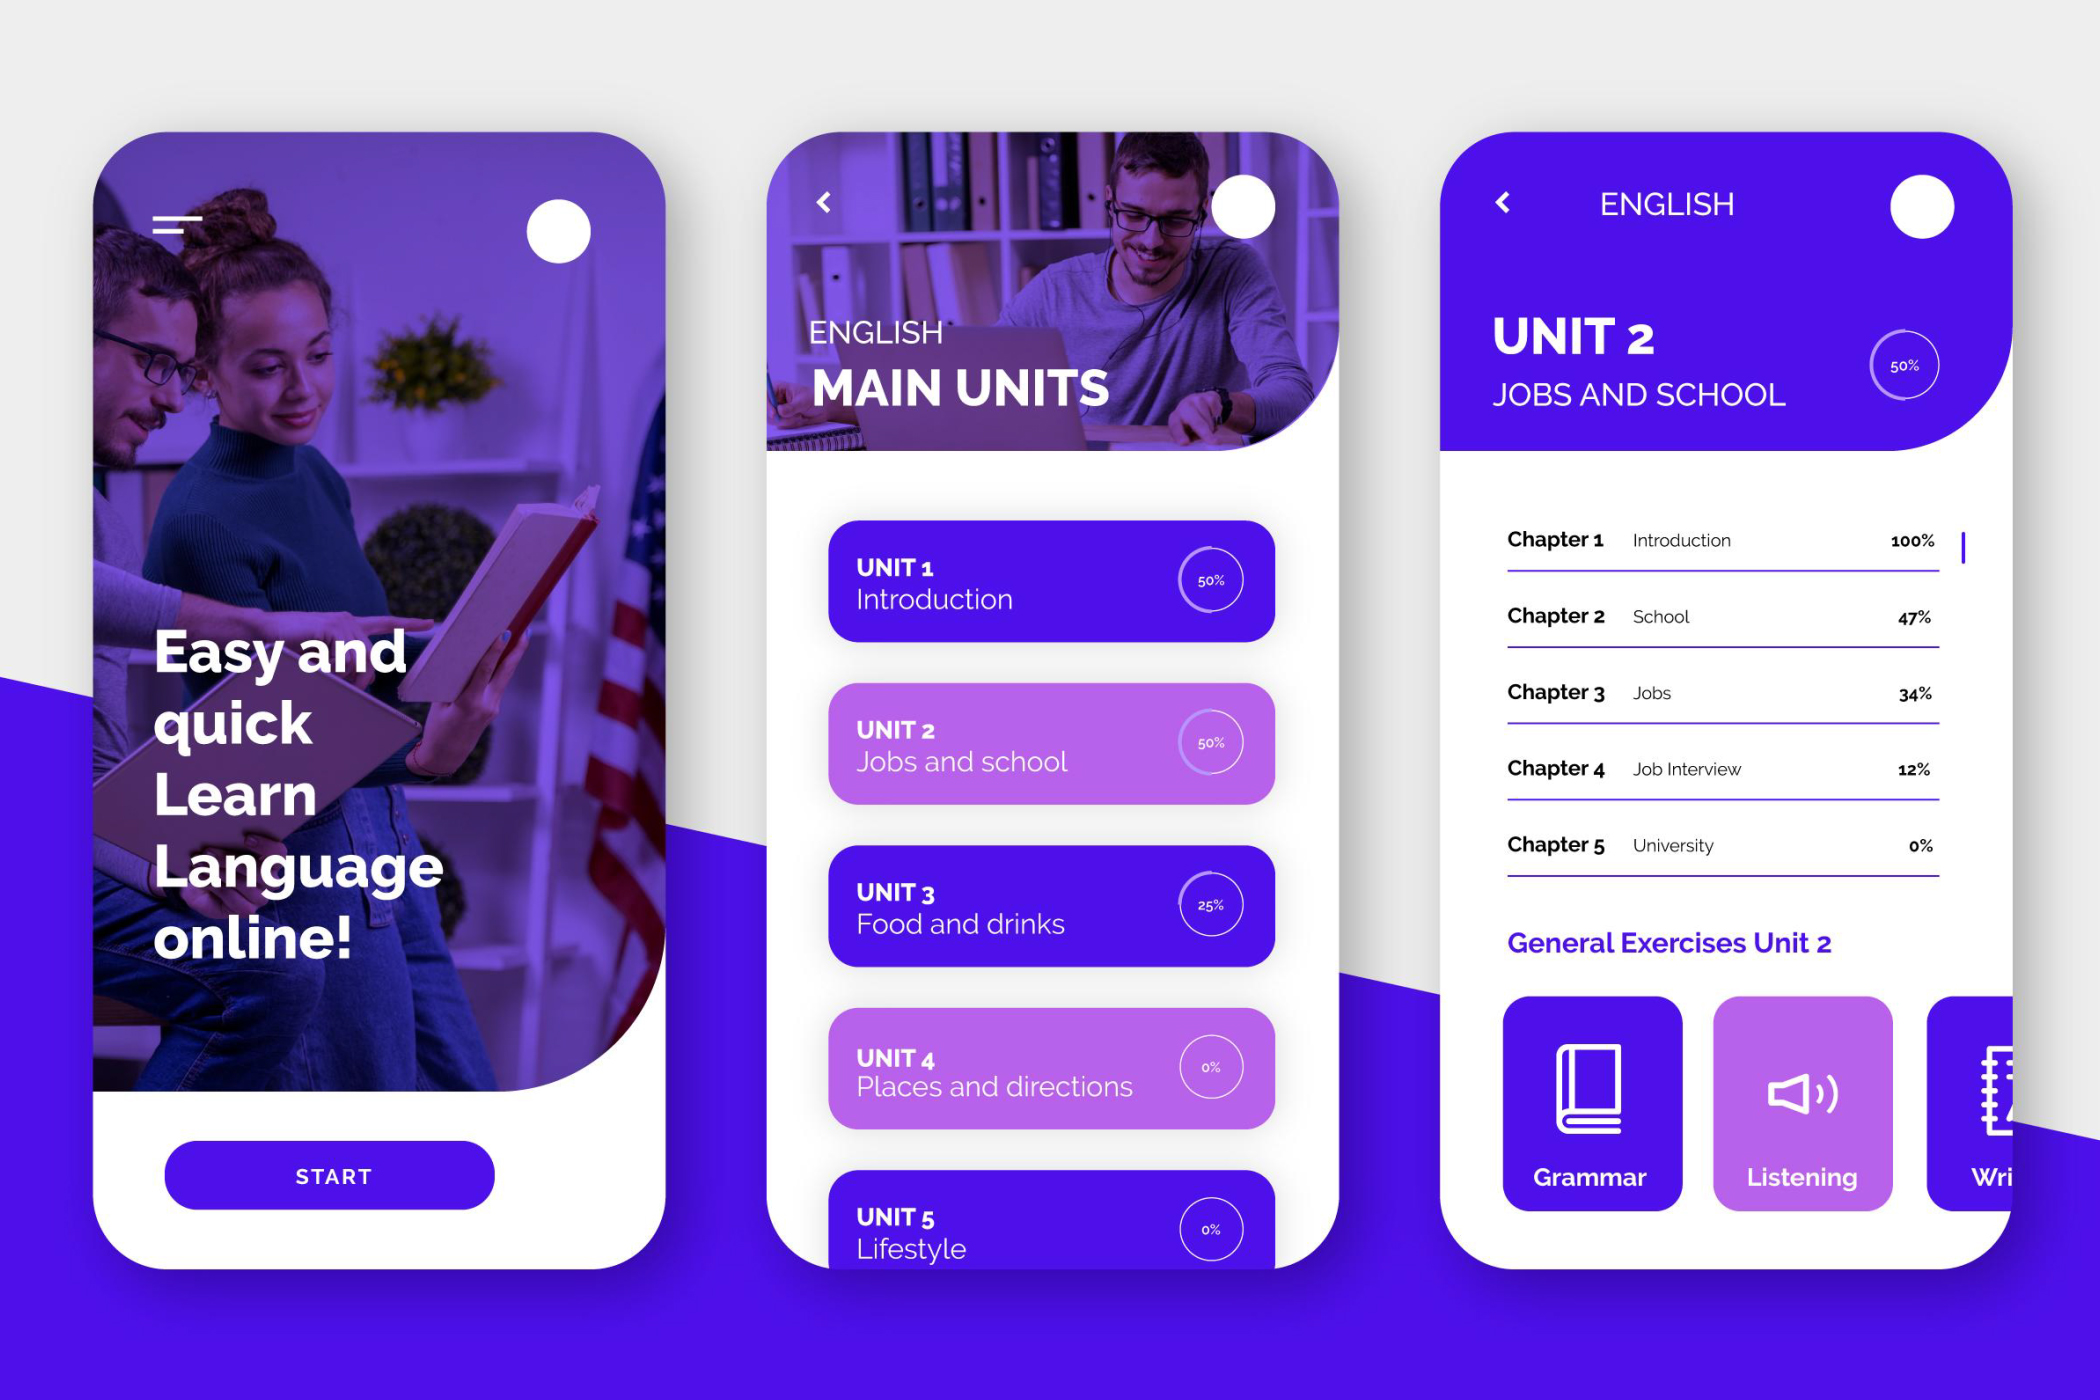 Easy and
quick
Learn
Language
online!
START
ENGLISH
MAIN UNITS
UNIT 1
Introduction
50%
UNIT 2
Jobs and school
50%
UNIT 3
Food and drinks
25%
UNIT 4
Places and directions
0%
UNIT 5
Lifestyle
0%
ENGLISH
UNIT 2
JOBS AND SCHOOL
50%
Chapter 1 Introduction 100%
Chapter 2 School 47%
Chapter 3 Jobs 34%
Chapter 4 Job Interview 12%
Chapter 5 University 0%
General Exercises Unit 2
Grammar
Listening
Wri